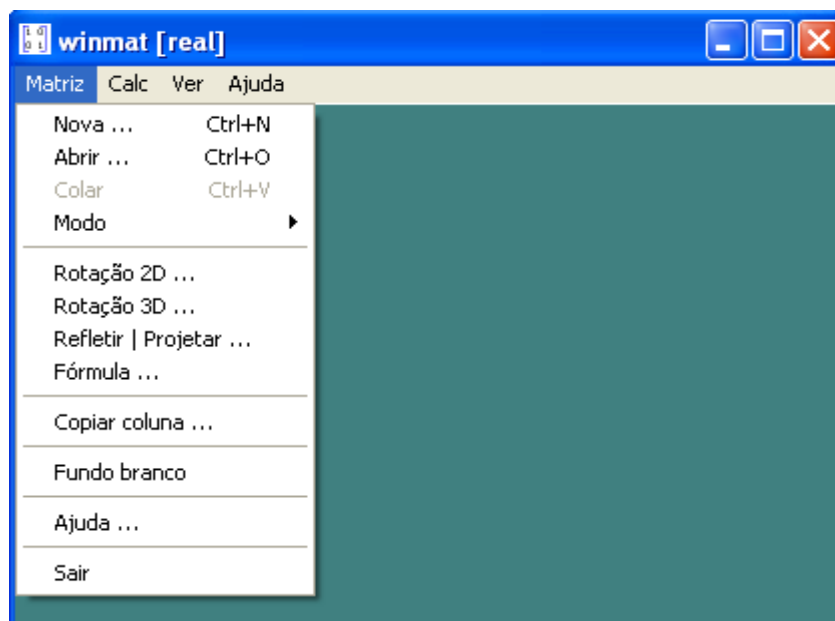 winmat [real]
Matriz Calc Ver Ajuda
Nova ... Ctrl+N
Abrir ... Ctrl+O
Colar Ctrl+V
Modo
Rotação 2D ...
Rotação 3D ...
Refletir | Projetar ...
Fórmula ...
Copiar coluna ...
Fundo branco
Ajuda ...
Sair